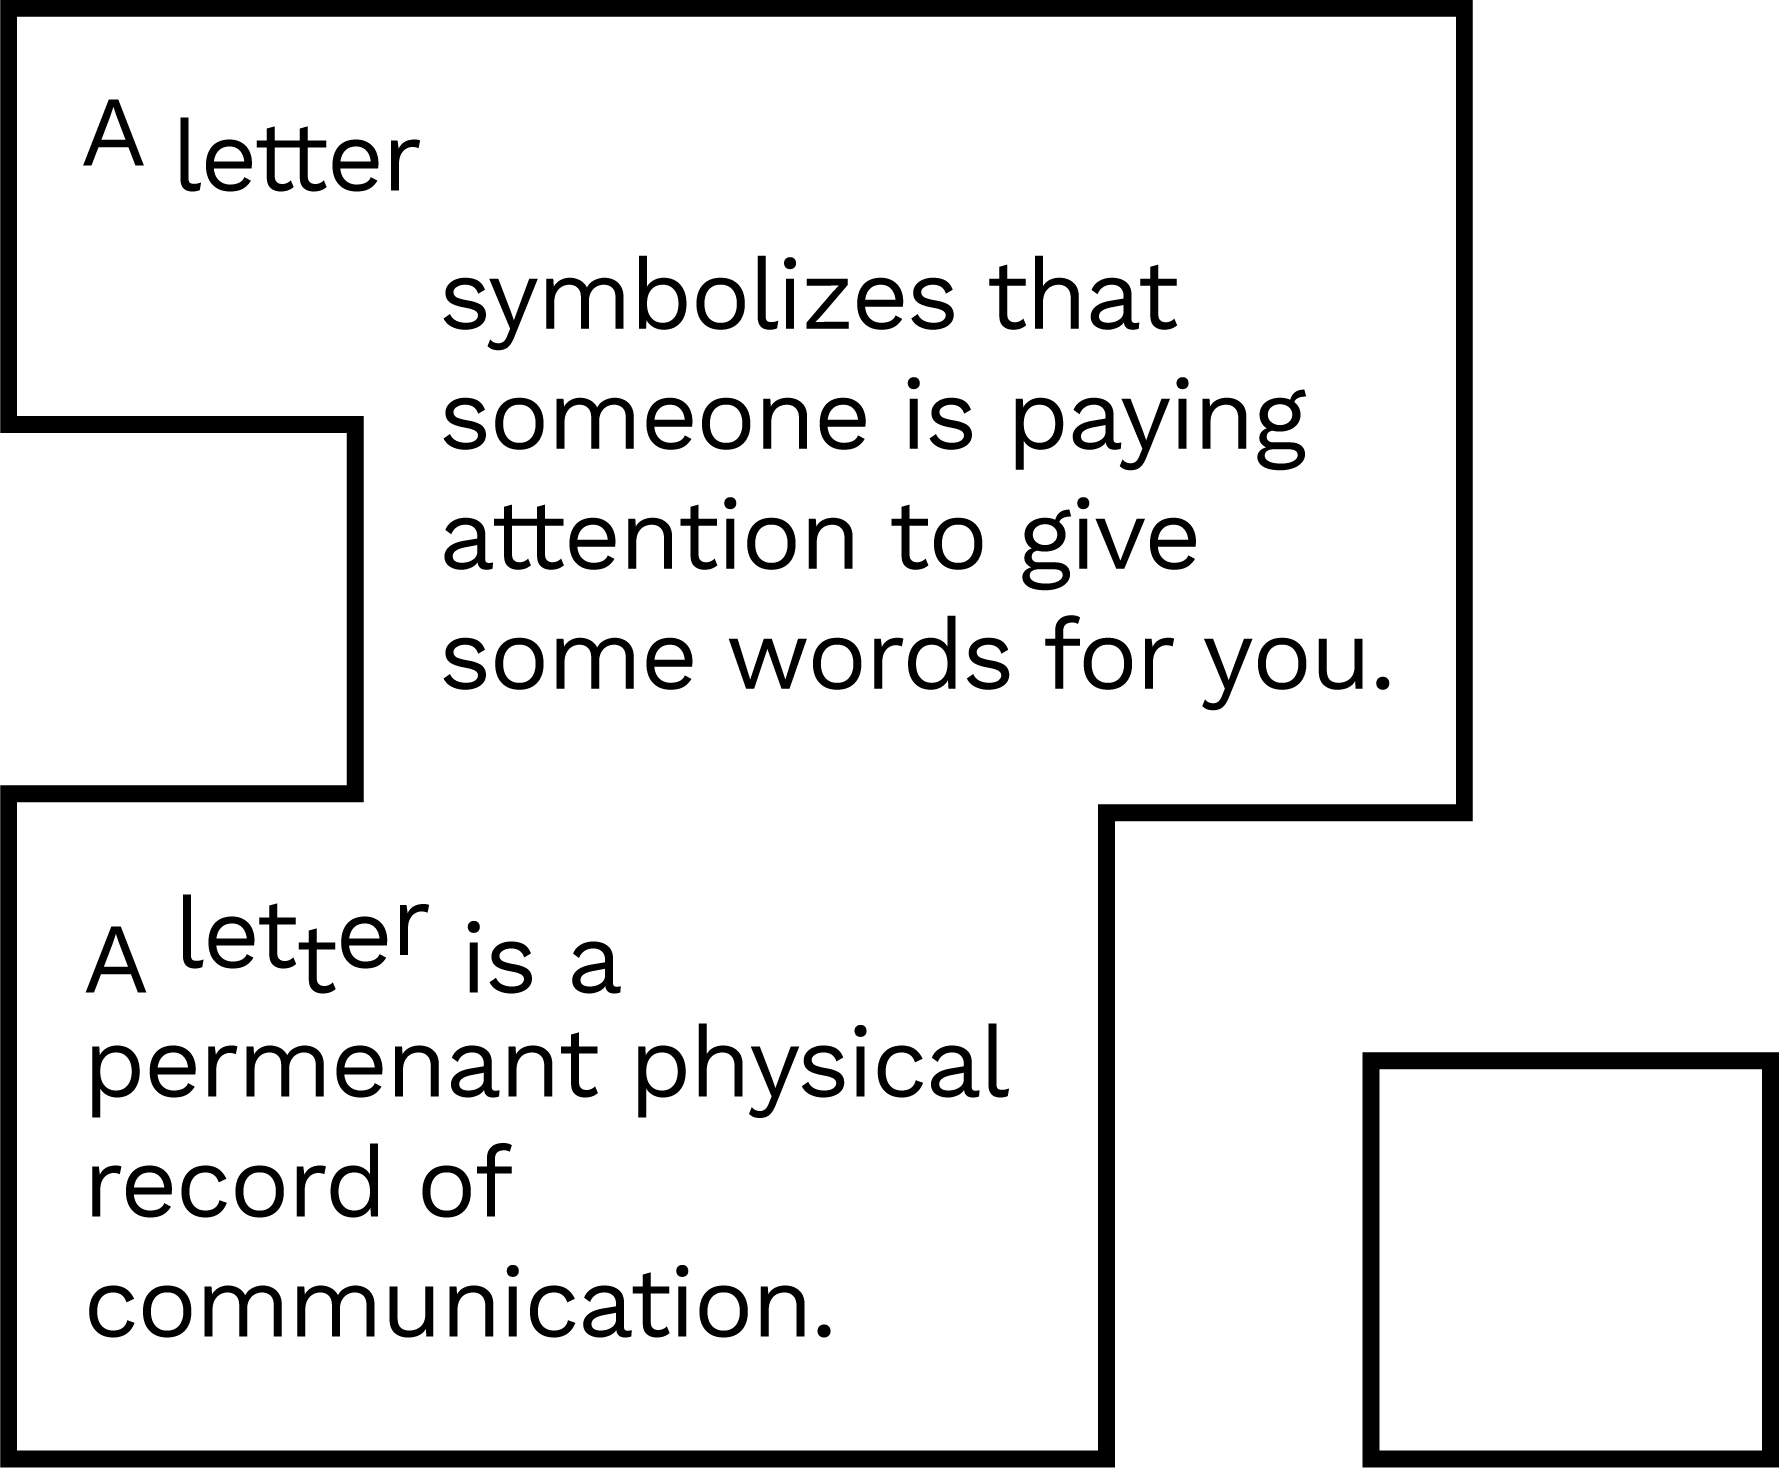 A letter
symbolizes that
someone is paying
attention to give
some words for you.
A letter is a
permenant physical
record of
communication.